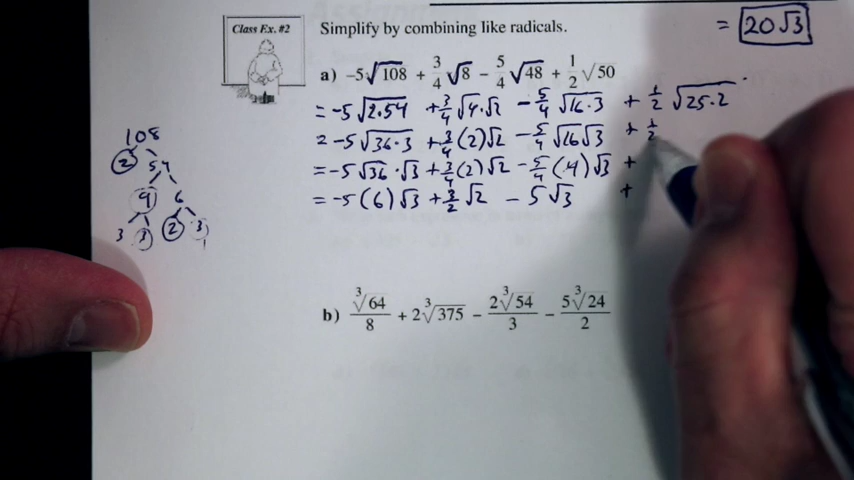 = 20√3
Class Ex. #2
Simplify by combining like radicals.
a) -5√108 + 3/4 √8 - 5/4 √48 + 1/2 √50
= -5√2·54 + 3/4 √4·√2 - 5/4 √16·3 + 1/2 √25·2
= -5√36·3 + 3/4 (2)√2 - 5/4 √16√3 + 1/2
= -5√36·√3 + 3/4 (2)√2 - 5/4 (4)√3 +
= -5(6)√3 + 3/2 √2 - 5√3 +
108
2 54
9 6
3 3 2 3
b) ∛64/8 + 2∛375 - 2∛54/3 - 5∛24/2